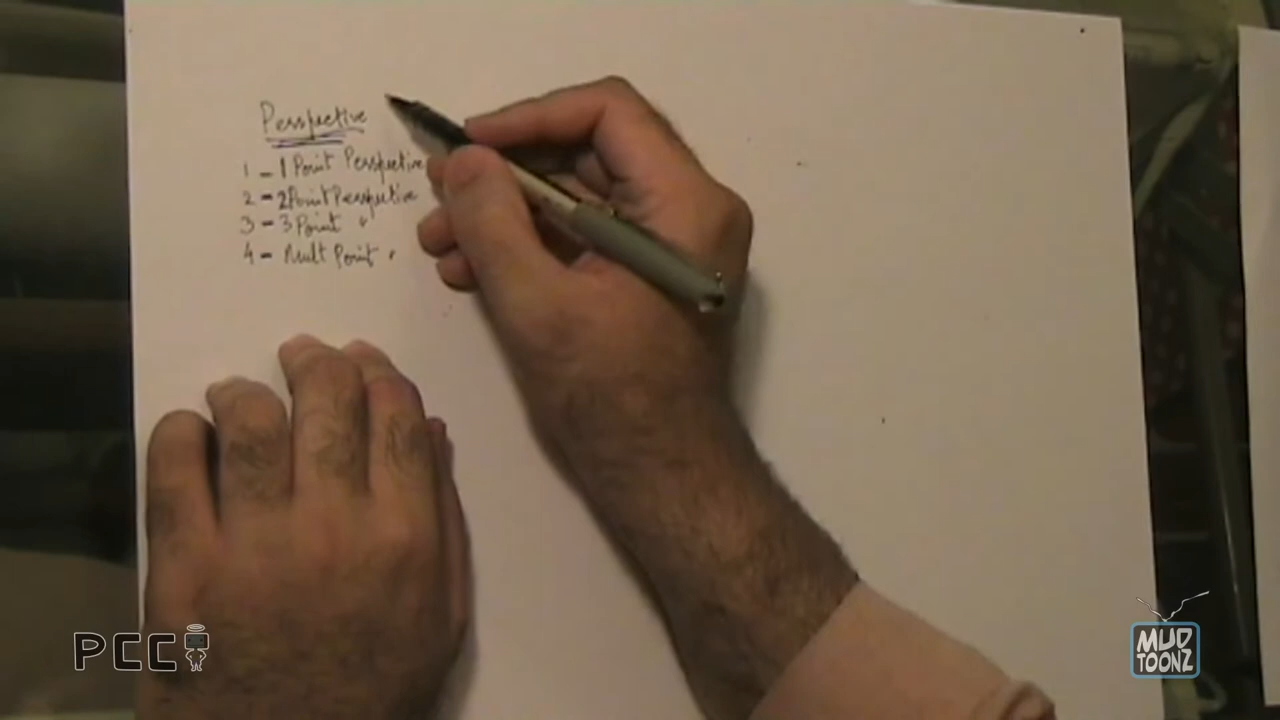 Perspective
1 - 1 Point Perspective
2 - 2 Point Perspective
3 - 3 Point "
4 - Mult Point "
PCC
MUD
TOONZ